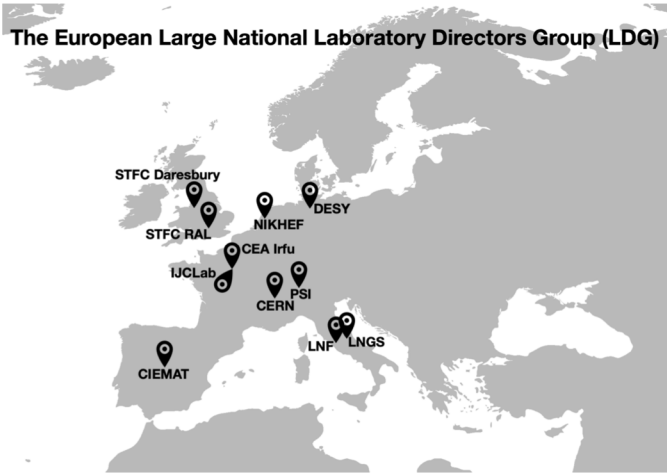 The European Large National Laboratory Directors Group (LDG)
STFC Daresbury
STFC RAL
NIKHEF
DESY
CEA Irfu
IJCLab
CERN
PSI
LNF
LNGS
CIEMAT